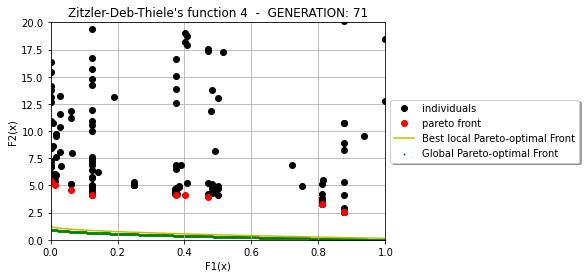 Zitzler-Deb-Thiele's function 4 - GENERATION: 71
20.0
17.5
15.0
12.5
10.0
7.5
5.0
2.5
0.0
F2(x)
0.0 0.2 0.4 0.6 0.8 1.0
F1(x)
individuals
pareto front
Best local Pareto-optimal Front
Global Pareto-optimal Front